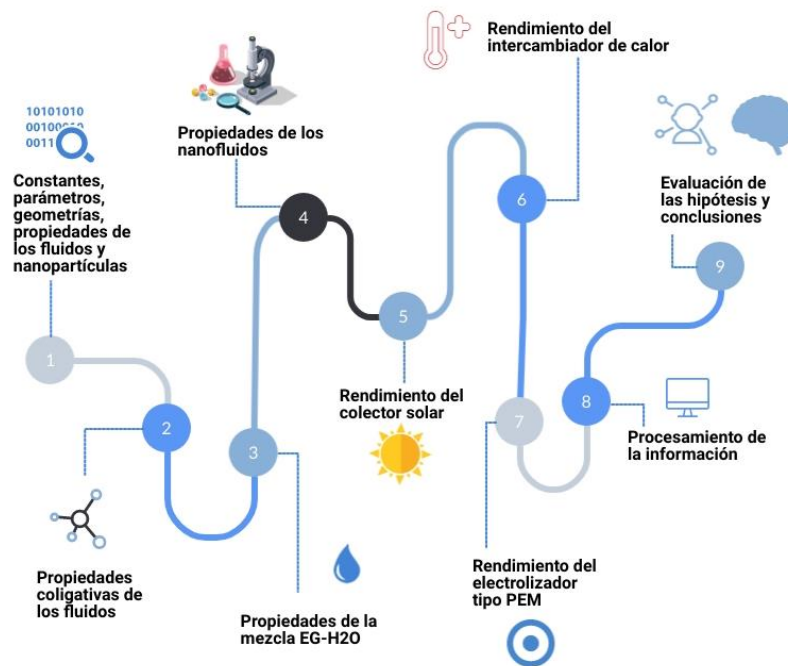 10101010
00100010
0011
Constantes,
parámetros,
geometrías,
propiedades de
los fluidos y
nanopartículas
1
2
Propiedades
coligativas de
los fluidos
3
Propiedades de la
mezcla EG-H2O
Propiedades de los
nanofluidos
4
5
Rendimiento del
colector solar
Rendimiento del
intercambiador de calor
6
7
Rendimiento del
electrolizador
tipo PEM
8
Procesamiento de
la información
Evaluación de
las hipótesis y
conclusiones
9